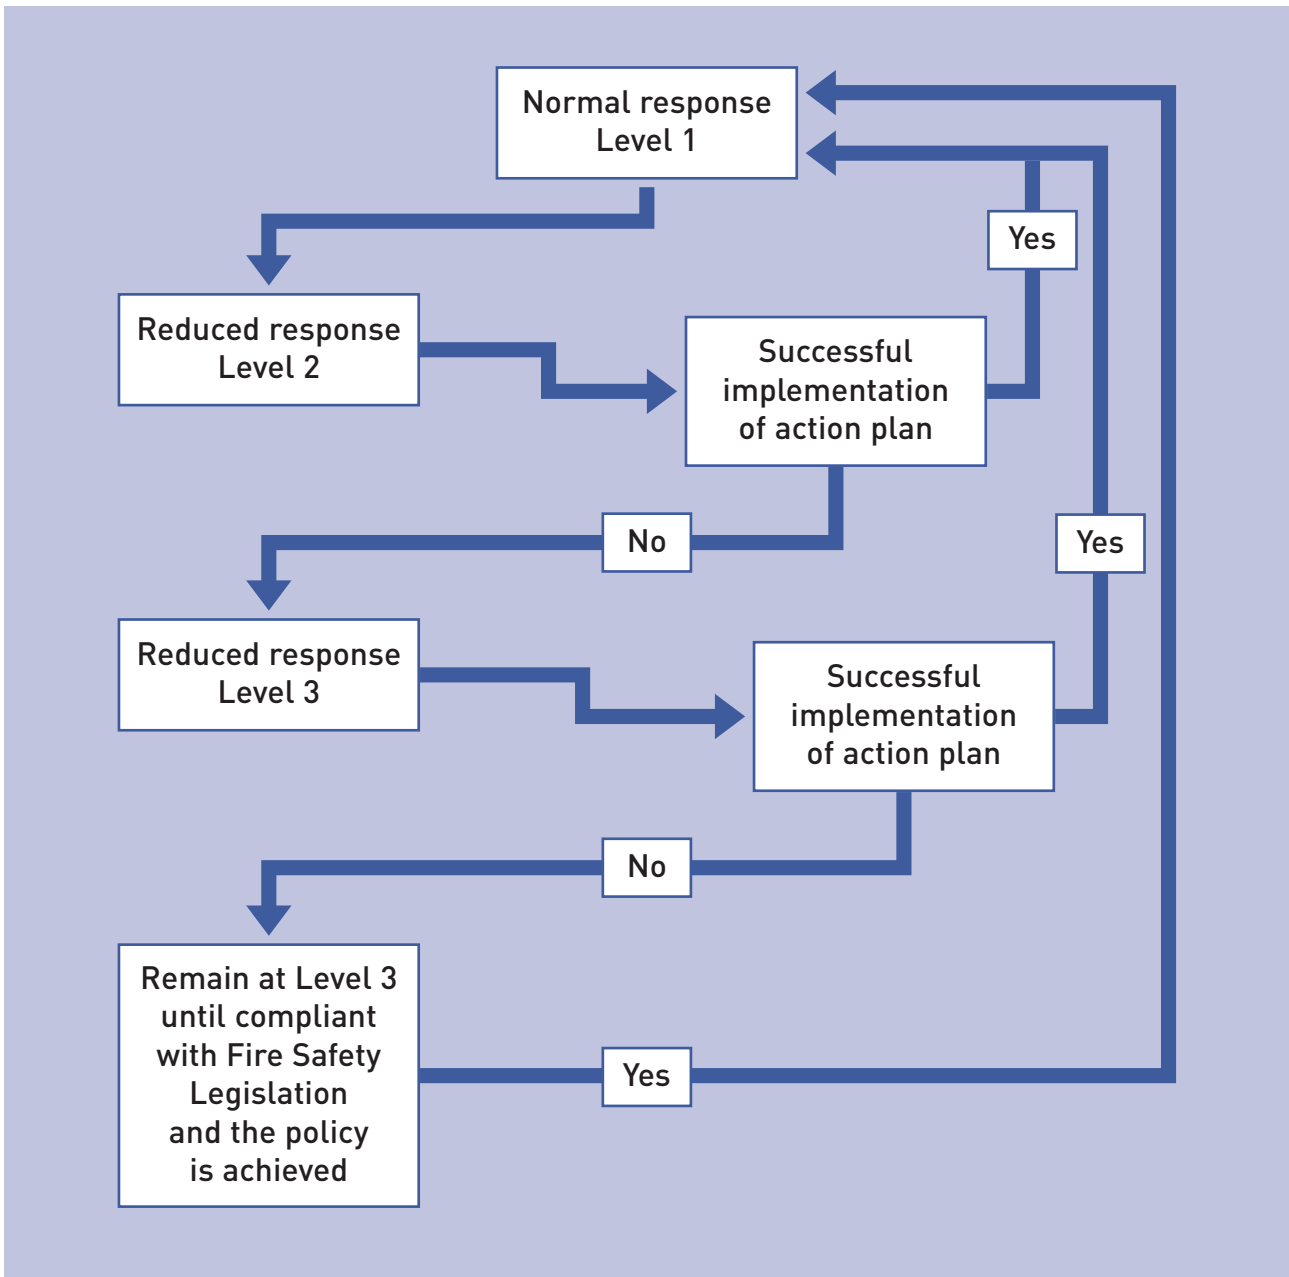 Normal response
Level 1
Yes
Reduced response
Level 2
Successful
implementation
of action plan
No
Yes
Reduced response
Level 3
Successful
implementation
of action plan
No
Remain at Level 3
until compliant
with Fire Safety
Legislation
and the policy
is achieved
Yes